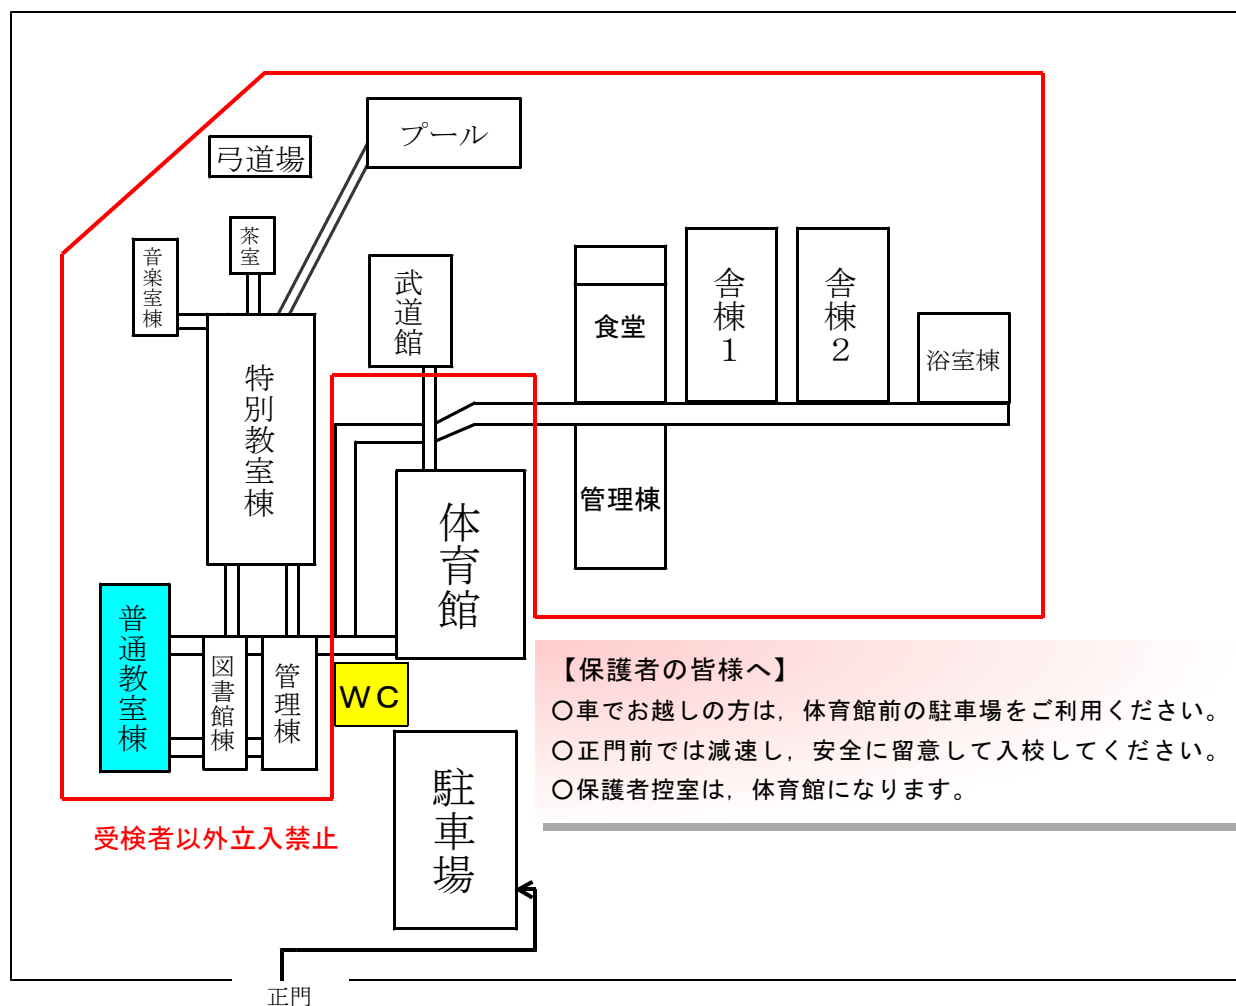 プール
弓道場
茶室
音楽室棟
武道館
舎棟1
舎棟2
食堂
浴室棟
特別教室棟
管理棟
体育館
普通教室棟
図書館棟
管理棟
WC
【保護者の皆様へ】
○車でお越しの方は,体育館前の駐車場をご利用ください。
○正門前では減速し,安全に留意して入校してください。
○保護者控室は,体育館になります。
駐車場
受検者以外立入禁止
正門